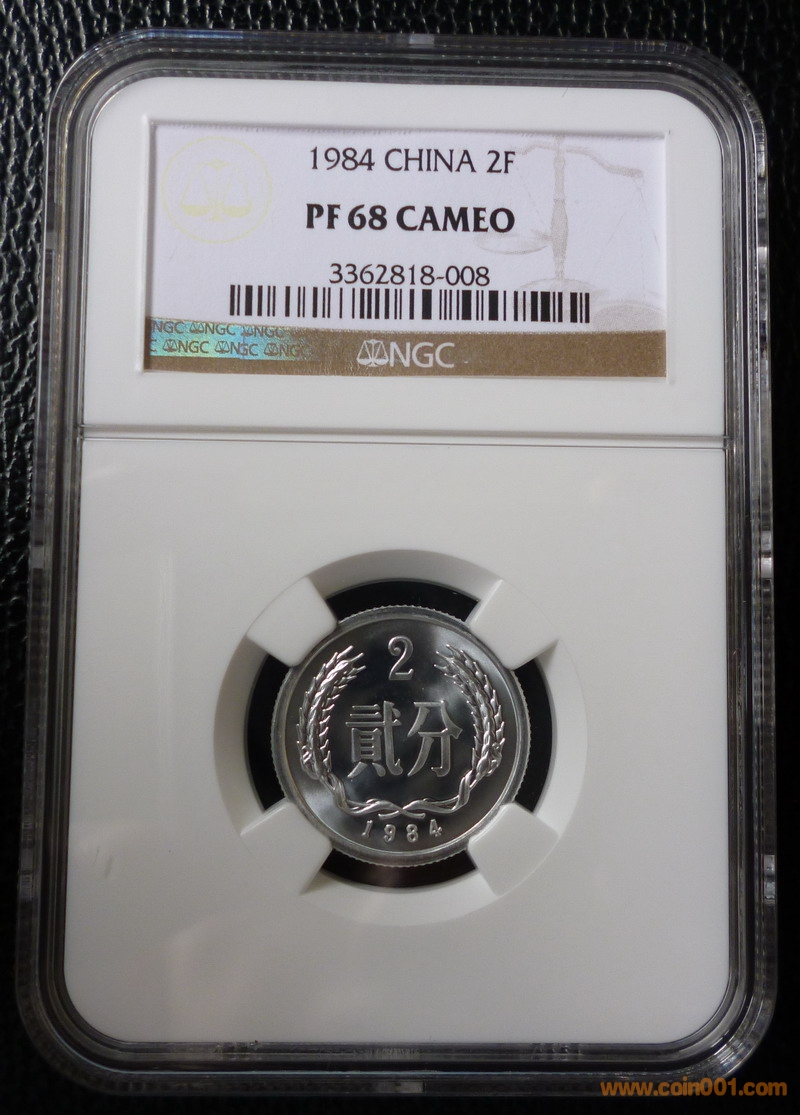 1984 CHINA 2F
PF 68 CAMEO
3362818-008
NGC NGC NGC
NGC NGC NGC
NGC
2
貳分
1984
www.coin001.com